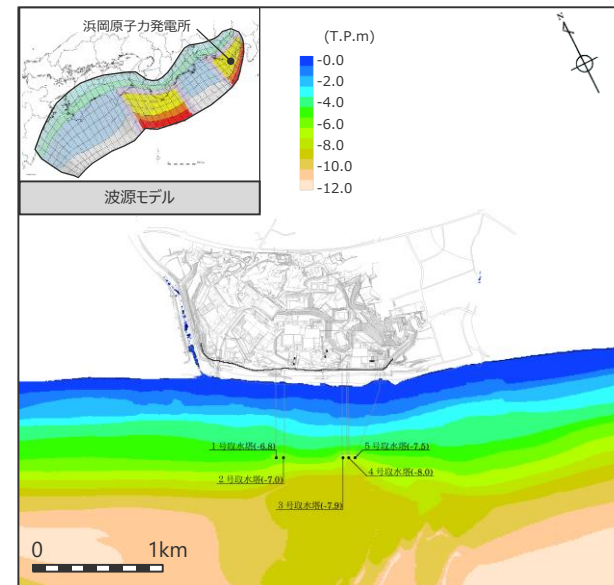 浜岡原子力発電所
波源モデル
(T.P.m)
-0.0
-2.0
-4.0
-6.0
-8.0
-10.0
-12.0
N
1号取水塔(-6.8)
5号取水塔(-7.5)
2号取水塔(-7.0)
4号取水塔(-8.0)
3号取水塔(-7.9)
0 1km